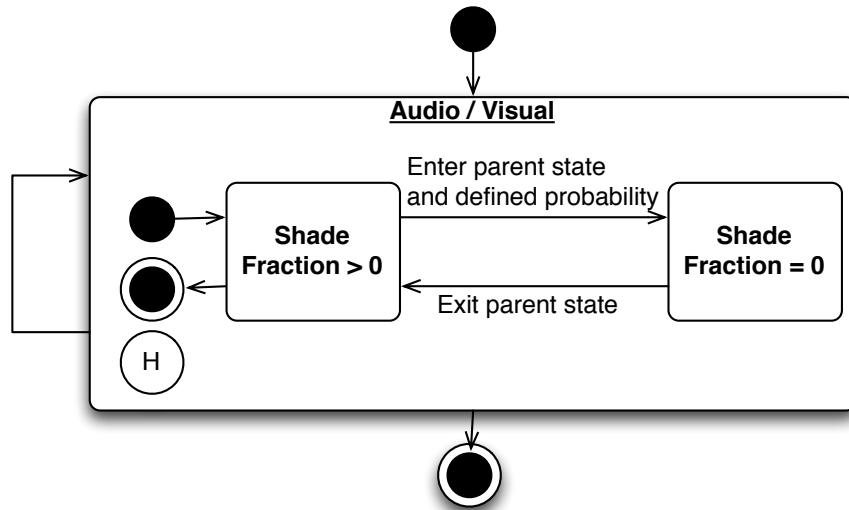 Audio / Visual
Enter parent state
and defined probability
Shade
Fraction > 0
Shade
Fraction = 0
Exit parent state
H